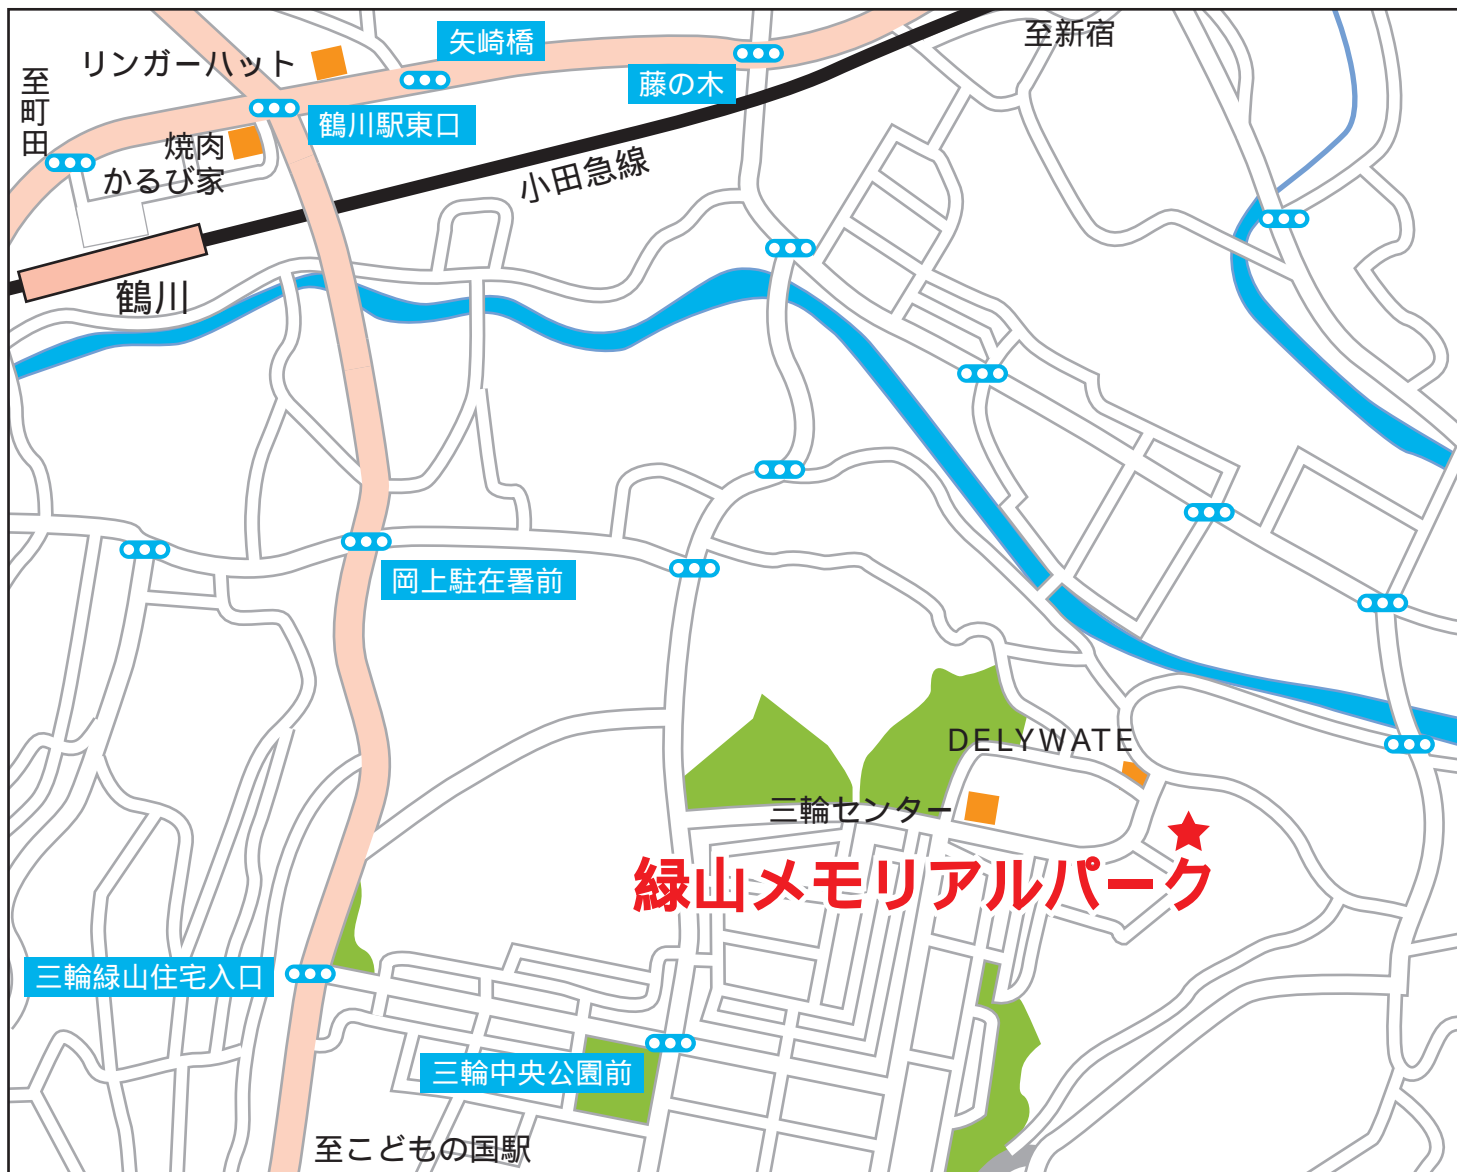 至新宿
矢崎橋
リンガーハット
藤の木
至町田
鶴川駅東口
焼肉
かるび家
小田急線
鶴川
岡上駐在署前
DELYWATE
三輪センター
緑山メモリアルパーク
三輪緑山住宅入口
三輪中央公園前
至こどもの国駅